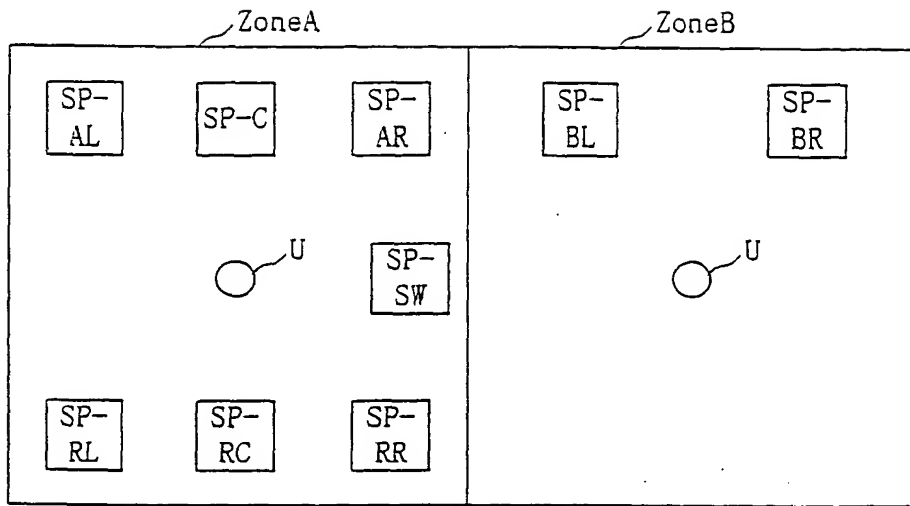 ZoneA
ZoneB
SP-
AL
SP-C
SP-
AR
SP-
BL
SP-
BR
U
SP-
SW
U
SP-
RL
SP-
RC
SP-
RR